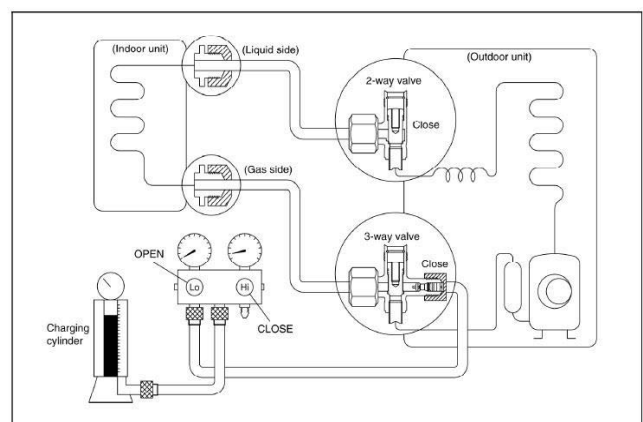 (Indoor unit)
(Liquid side)
(Outdoor unit)
2-way valve
Close
(Gas side)
3-way valve
Close
OPEN
Lo
Hi
CLOSE
Charging
cylinder